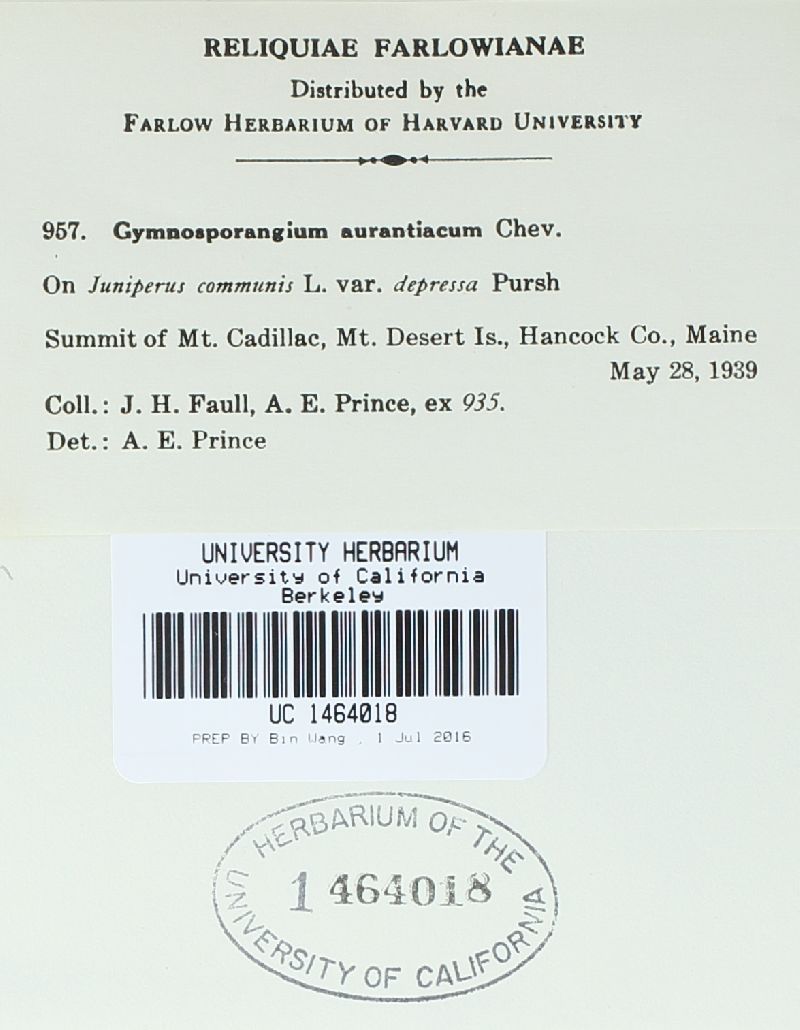 RELIQUIAE FARLOWIANAE
Distributed by the
FARLOW HERBARIUM OF HARVARD UNIVERSITY
957. Gymnosporangium aurantiacum Chev.
On Juniperus communis L. var. depressa Pursh
Summit of Mt. Cadillac, Mt. Desert Is., Hancock Co., Maine
May 28, 1939
Coll.: J. H. Faull, A. E. Prince, ex 935.
Det.: A. E. Prince
UNIVERSITY HERBARIUM
University of California
Berkeley
UC 1464018
PREP BY Bin Wang , 1 Jul 2016
HERBARIUM OF THE
1464018
UNIVERSITY OF CALIFORNIA